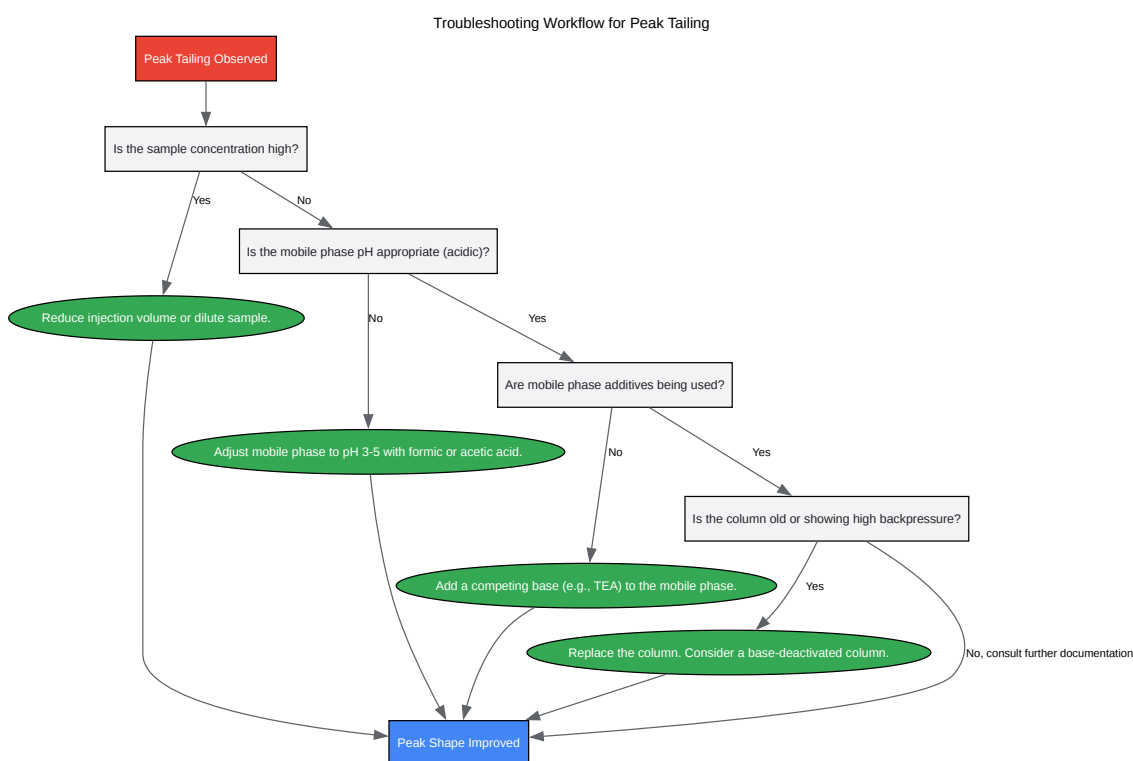 Troubleshooting Workflow for Peak Tailing
Peak Tailing Observed
Is the sample concentration high?
Yes
No
Is the mobile phase pH appropriate (acidic)?
Reduce injection volume or dilute sample.
No
Yes
Are mobile phase additives being used?
Adjust mobile phase to pH 3-5 with formic or acetic acid.
No
Yes
Is the column old or showing high backpressure?
Add a competing base (e.g., TEA) to the mobile phase.
Yes
Replace the column. Consider a base-deactivated column.
No, consult further documentation
Peak Shape Improved